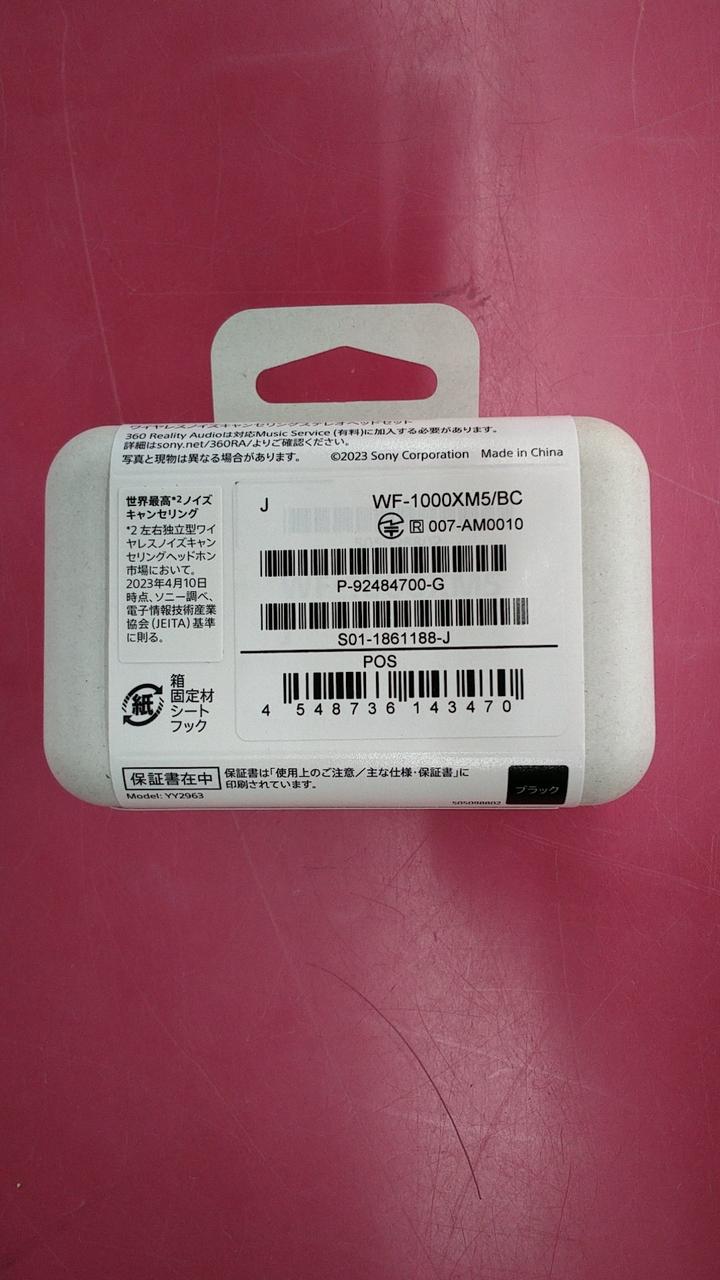 ワイヤレスノイズキャンセリングステレオヘッドセット
360 Reality Audioは対応Music Service (有料)に加入する必要があります。
詳細はsony.net/360RA/よりご確認ください。
写真と現物は異なる場合があります。 ©2023 Sony Corporation Made in China
世界最高*2ノイズ
キャンセリング
*2 左右独立型ワイ
ヤレスノイズキャン
セリングヘッドホン
市場において。
2023年4月10日
時点、ソニー調べ、
電子情報技術産業
協会(JEITA)基準
に則る。
紙
箱
固定材
シート
フック
J WF-1000XM5/BC
R 007-AM0010
P-92484700-G
S01-1861188-J
POS
4 548736 143470
保証書在中 保証書は「使用上のご注意／主な仕様・保証書」に
印刷されています。
Model: YY2963
505098802
ブラック